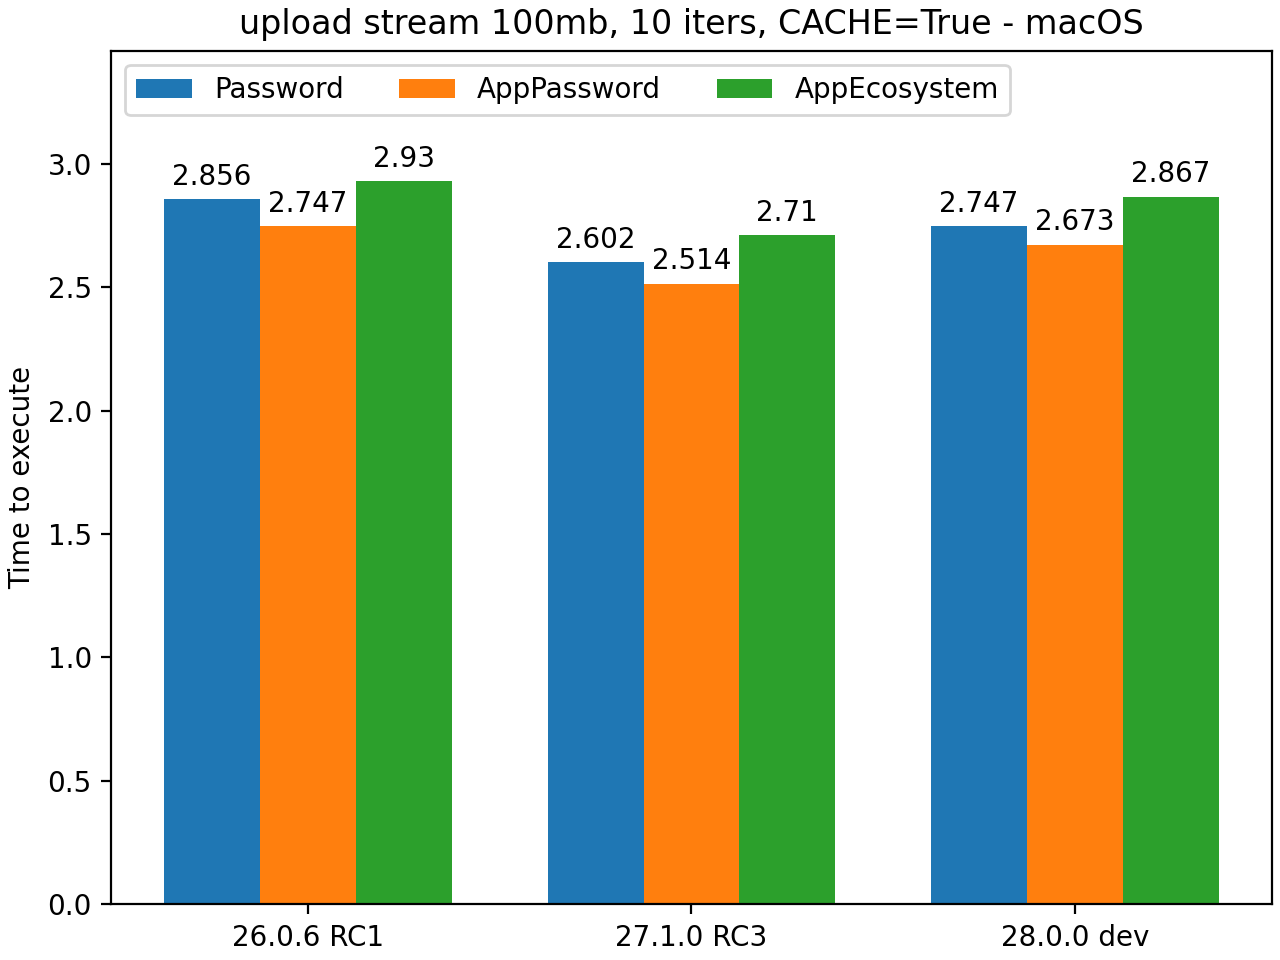 upload stream 100mb, 10 iters, CACHE=True - macOS
Password AppPassword AppEcosystem
2.856 2.747 2.93
2.602 2.514 2.71
2.747 2.673 2.867
Time to execute
3.0
2.5
2.0
1.5
1.0
0.5
0.0
26.0.6 RC1 27.1.0 RC3 28.0.0 dev